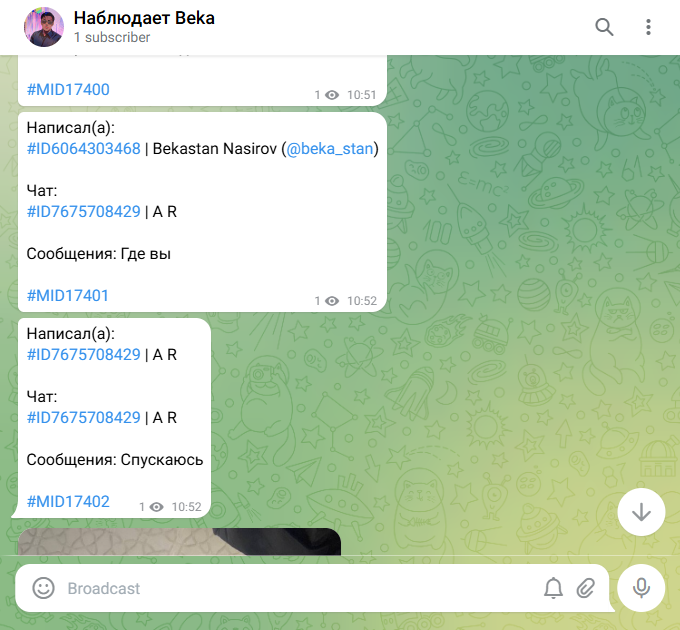 Наблюдает Beka
1 subscriber
#MID17400
1 10:51
Написал(а):
#ID6064303468 | Bekastan Nasirov (@beka_stan)
Чат:
#ID7675708429 | A R
Сообщения: Где вы
#MID17401
1 10:52
Написал(а):
#ID7675708429 | A R
Чат:
#ID7675708429 | A R
Сообщения: Спускаюсь
#MID17402
1 10:52
Broadcast